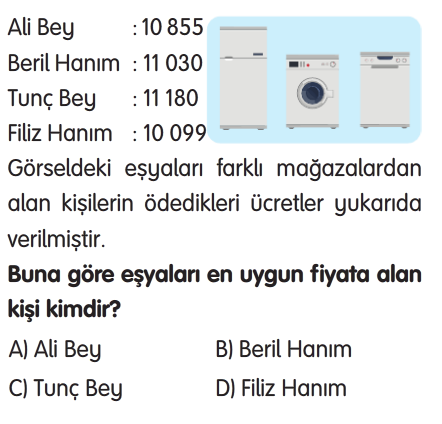 Ali Bey : 10 855
Beril Hanım : 11 030
Tunç Bey : 11 180
Filiz Hanım : 10 099
Görseldeki eşyaları farklı mağazalardan
alan kişilerin ödedikleri ücretler yukarıda
verilmiştir.
Buna göre eşyaları en uygun fiyata alan
kişi kimdir?
A) Ali Bey B) Beril Hanım
C) Tunç Bey D) Filiz Hanım